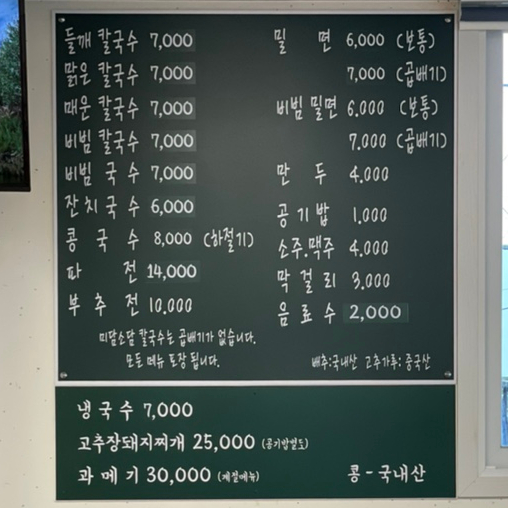 들깨 칼국수 7,000
맑은 칼국수 7,000
매운 칼국수 7,000
비빔 칼국수 7,000
비빔 국수 7,000
잔치국수 6,000
콩 국수 8,000 (하절기)
파 전 14,000
부추전 10.000
미담소담 칼국수는 곱배기가 없습니다.
모든 메뉴 포장 됩니다.
밀 면 6,000 (보통)
7,000 (곱배기)
비빔 밀면 6.000 (보통)
7.000 (곱배기)
만 두 4.000
공기밥 1.000
소주.맥주 4.000
막걸리 3.000
음료수 2,000
배추:국내산 고추가루: 중국산
냉국수 7,000
고추장돼지찌개 25,000 (공기밥별도)
과메기 30,000 (계절메뉴)
콩-국내산